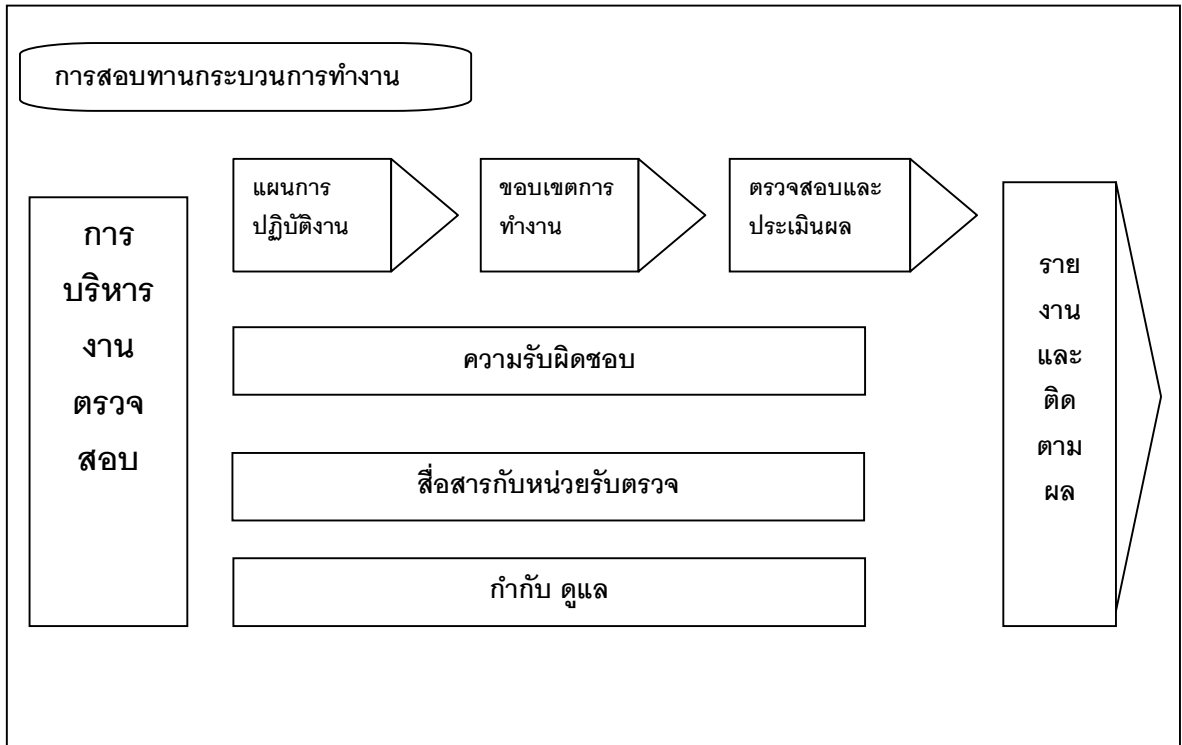 การสอบทานกระบวนการทำงาน
การ
บริหาร
งาน
ตรวจ
สอบ
แผนการ
ปฏิบัติงาน
ขอบเขตการ
ทำงาน
ตรวจสอบและ
ประเมินผล
ความรับผิดชอบ
สื่อสารกับหน่วยรับตรวจ
กำกับ ดูแล
ราย
งาน
และ
ติด
ตาม
ผล